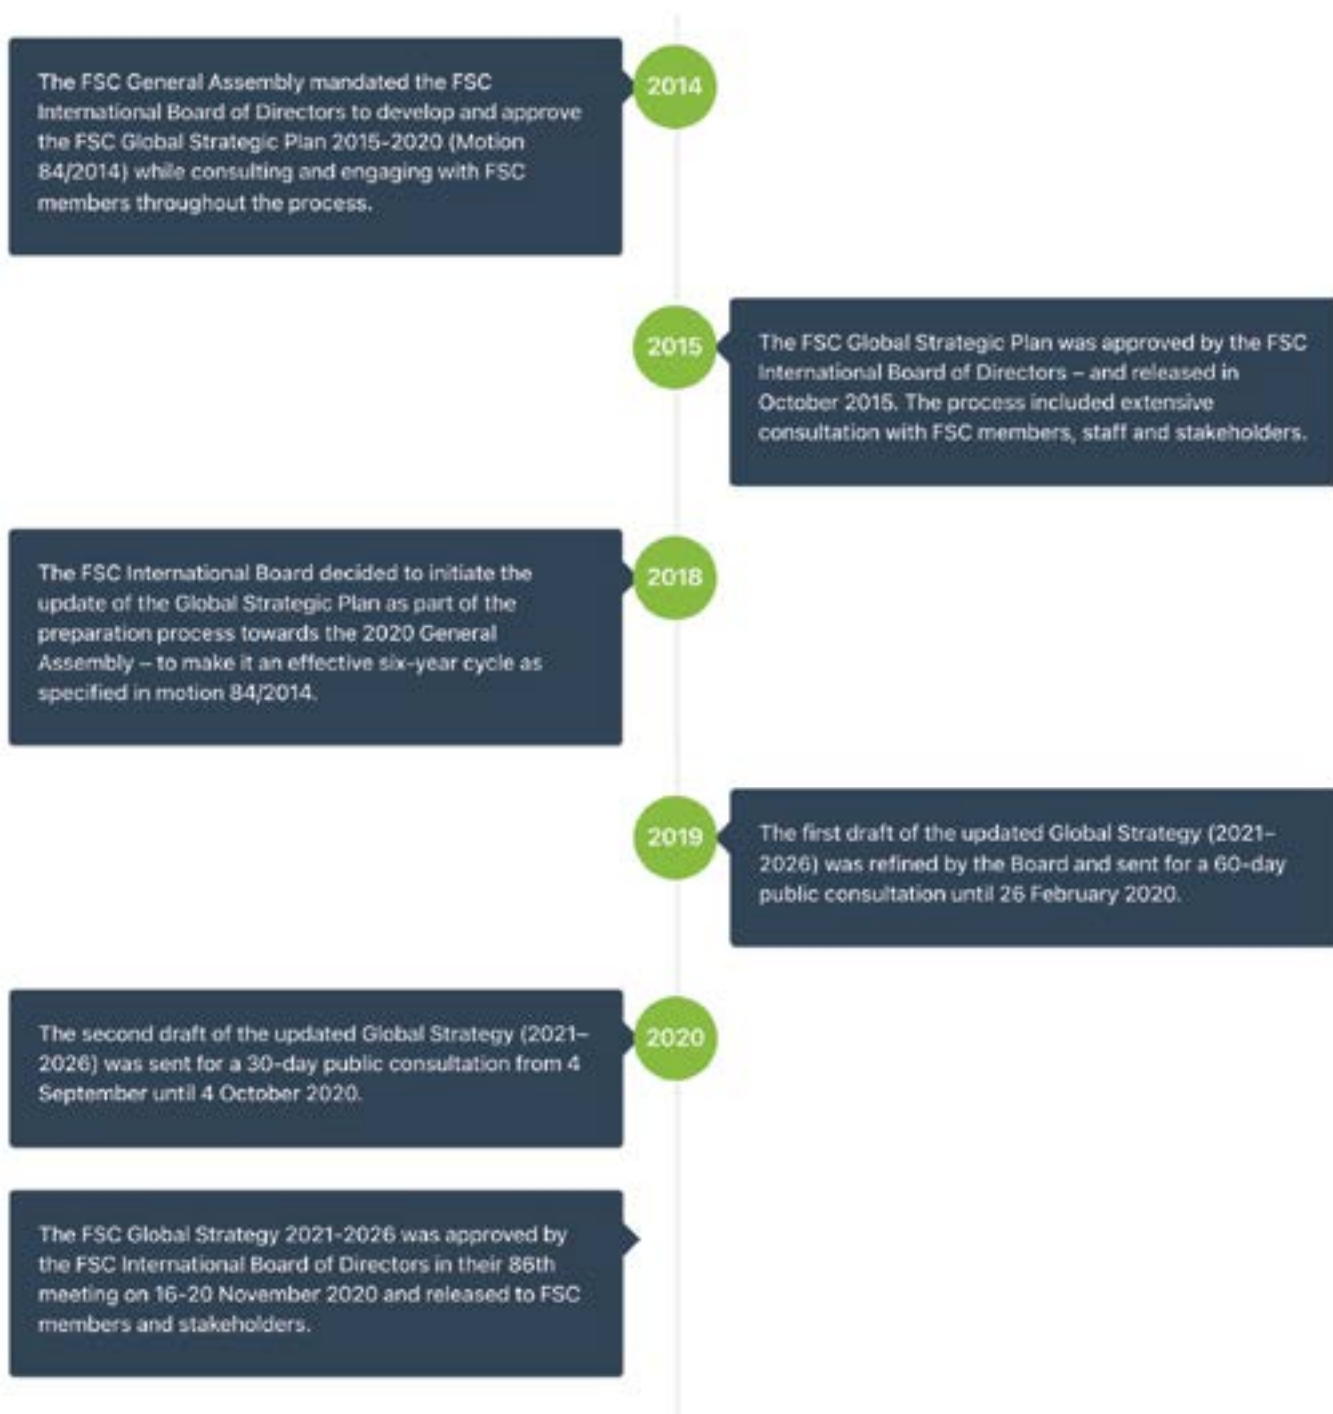 The FSC General Assembly mandated the FSC
International Board of Directors to develop and approve
the FSC Global Strategic Plan 2015-2020 (Motion
84/2014) while consulting and engaging with FSC
members throughout the process.
2014
2015
The FSC Global Strategic Plan was approved by the FSC
International Board of Directors – and released in
October 2015. The process included extensive
consultation with FSC members, staff and stakeholders.
The FSC International Board decided to initiate the
update of the Global Strategic Plan as part of the
preparation process towards the 2020 General
Assembly – to make it an effective six-year cycle as
specified in motion 84/2014.
2018
2019
The first draft of the updated Global Strategy (2021–
2026) was refined by the Board and sent for a 60-day
public consultation until 26 February 2020.
The second draft of the updated Global Strategy (2021–
2026) was sent for a 30-day public consultation from 4
September until 4 October 2020.
2020
The FSC Global Strategy 2021-2026 was approved by
the FSC International Board of Directors in their 86th
meeting on 16-20 November 2020 and released to FSC
members and stakeholders.